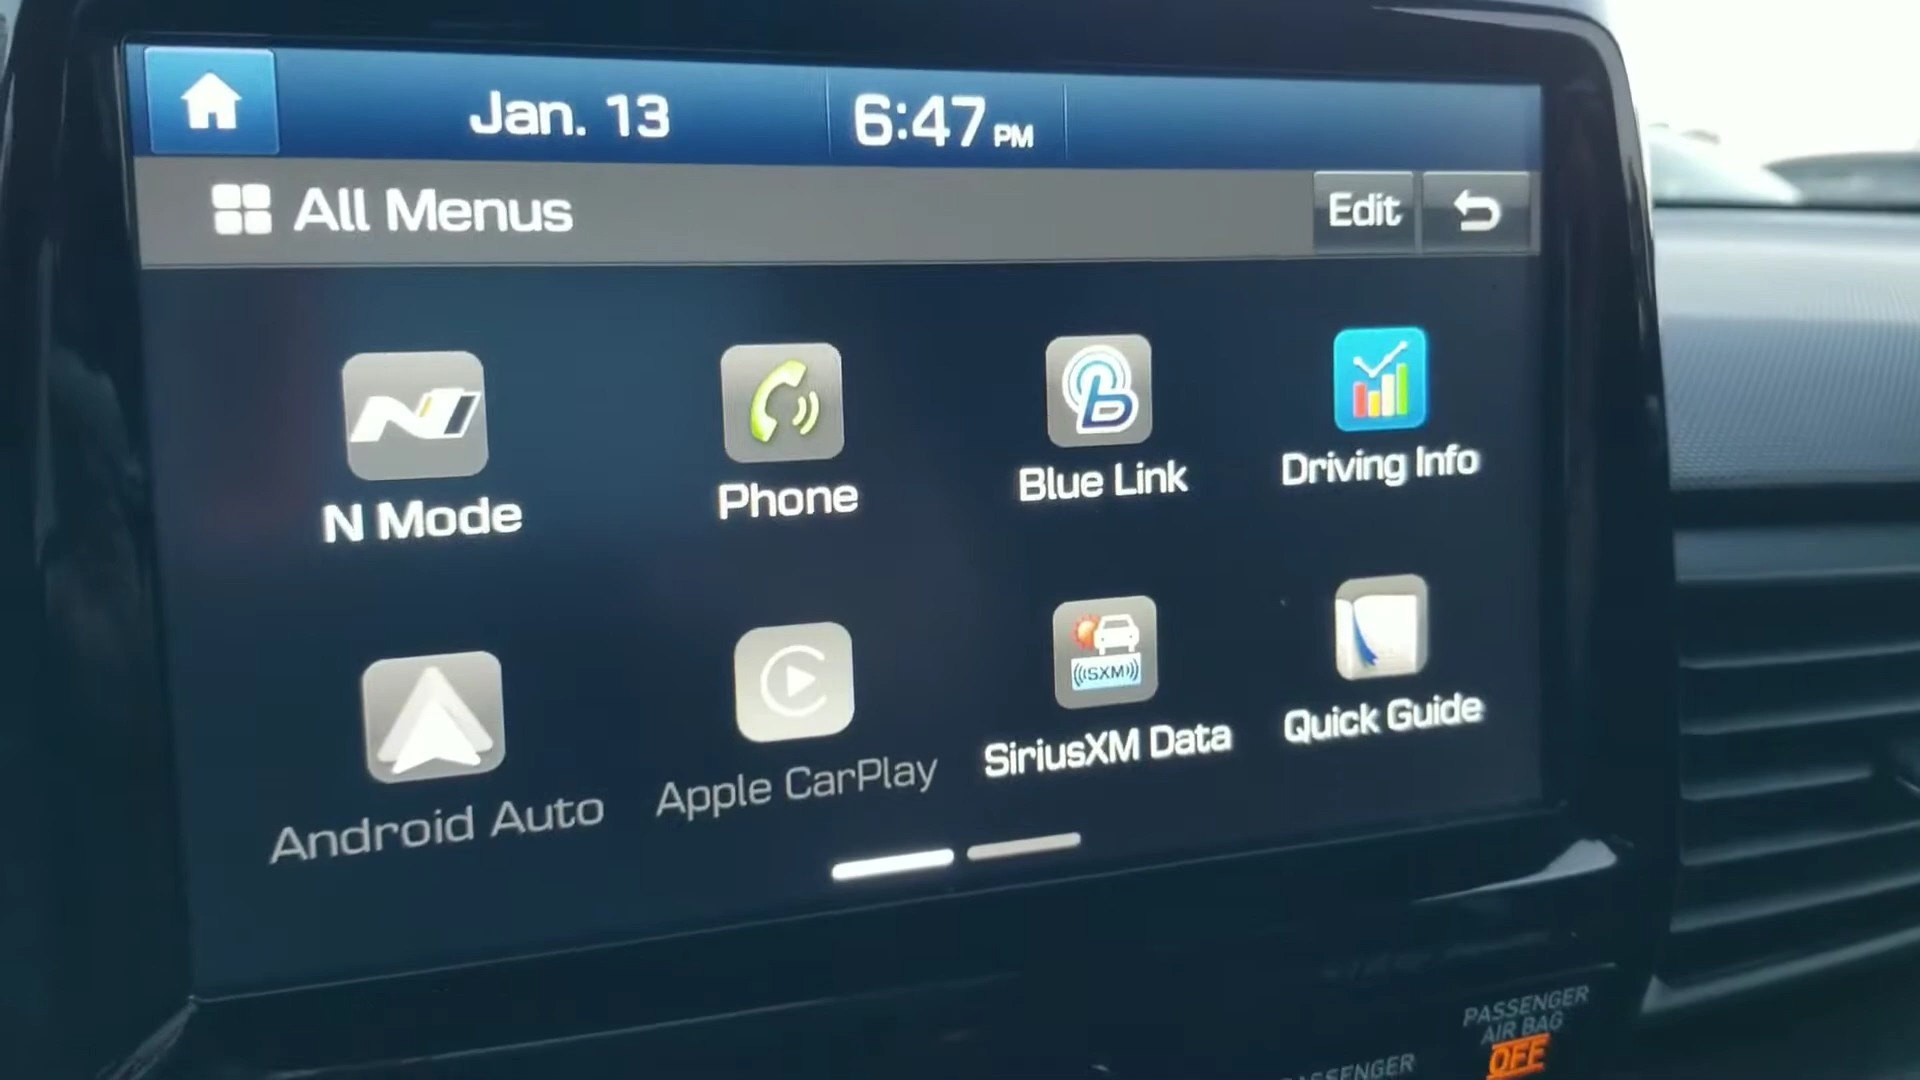 Jan. 13
6:47 PM
All Menus
Edit
N Mode
Phone
Blue Link
Driving Info
SXM
Android Auto
Apple CarPlay
SiriusXM Data
Quick Guide
PASSENGER
AIR BAG
OFF